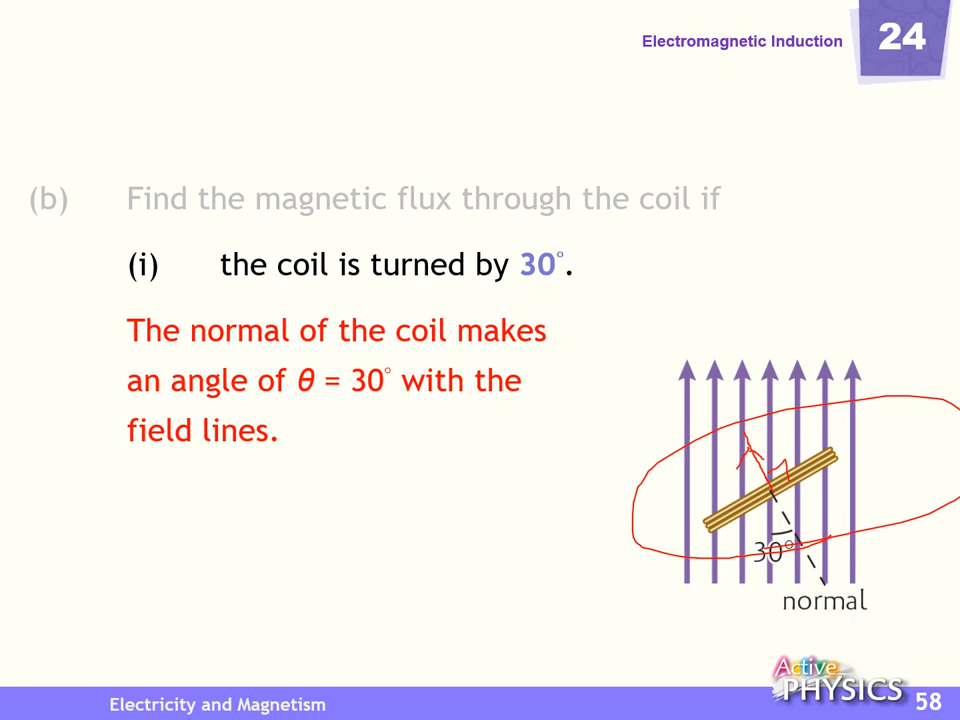 Electromagnetic Induction
24
(b) Find the magnetic flux through the coil if
(i) the coil is turned by 30°.
The normal of the coil makes
an angle of θ = 30° with the
field lines.
30°
normal
Active
PHYSICS
Electricity and Magnetism
58